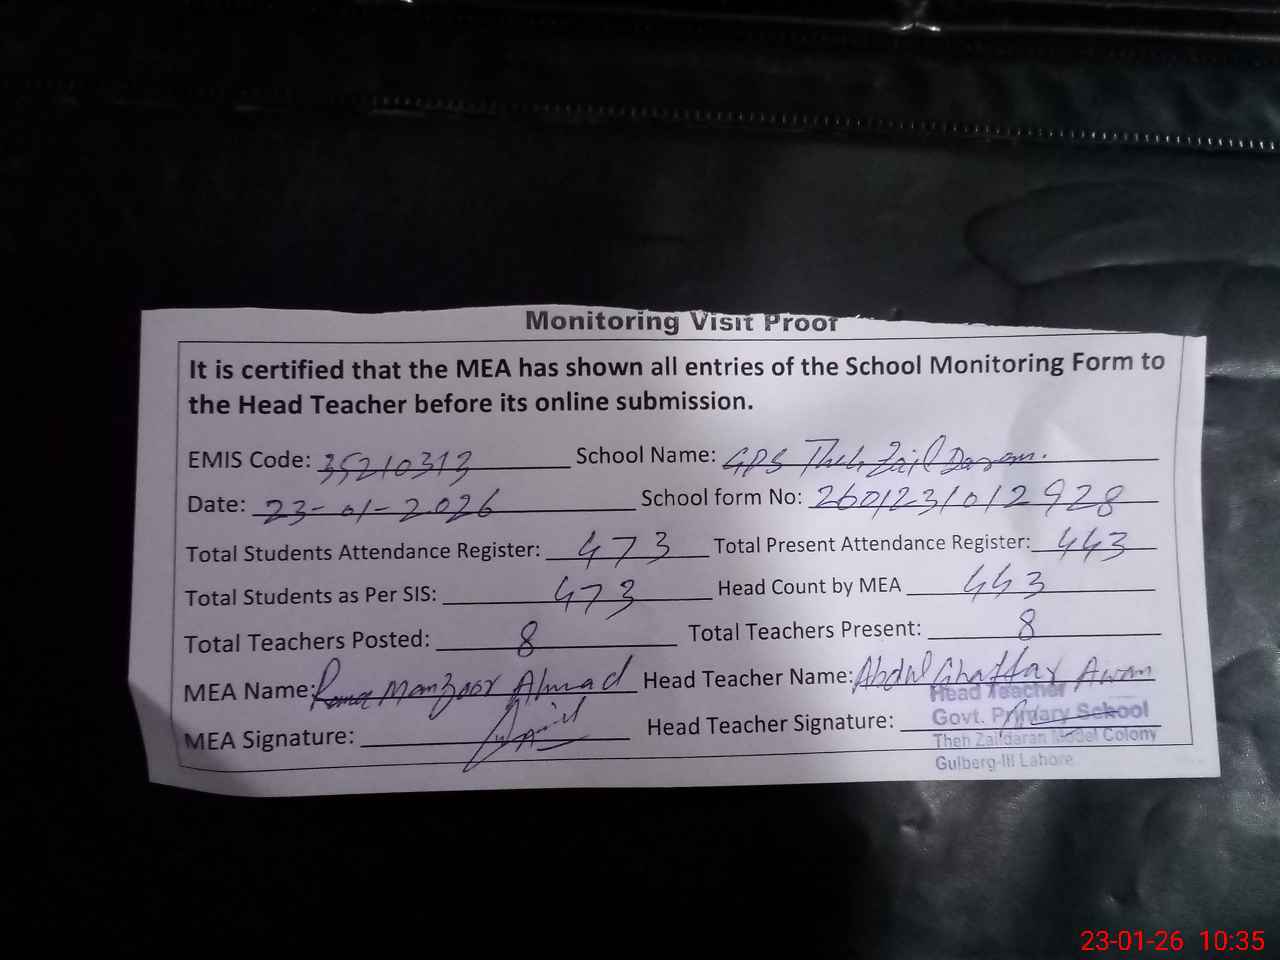 Monitoring Visit Proof
It is certified that the MEA has shown all entries of the School Monitoring Form to
the Head Teacher before its online submission.
EMIS Code: 35210313 School Name: GPS Theh Zail Daran.
Date: 23-01-2026 School form No: 2601231012928
Total Students Attendance Register: 473 Total Present Attendance Register: 443
Total Students as Per SIS: 473 Head Count by MEA 443
Total Teachers Posted: 8 Total Teachers Present: 8
MEA Name: Rana Manzoor Ahmad Head Teacher Name: Abdul Ghaffar Awan
MEA Signature: Head Teacher Signature:
Head Teacher
Govt. Primary School
Theh Zaildaran Model Colony
Gulberg-III Lahore
23-01-26 10:35